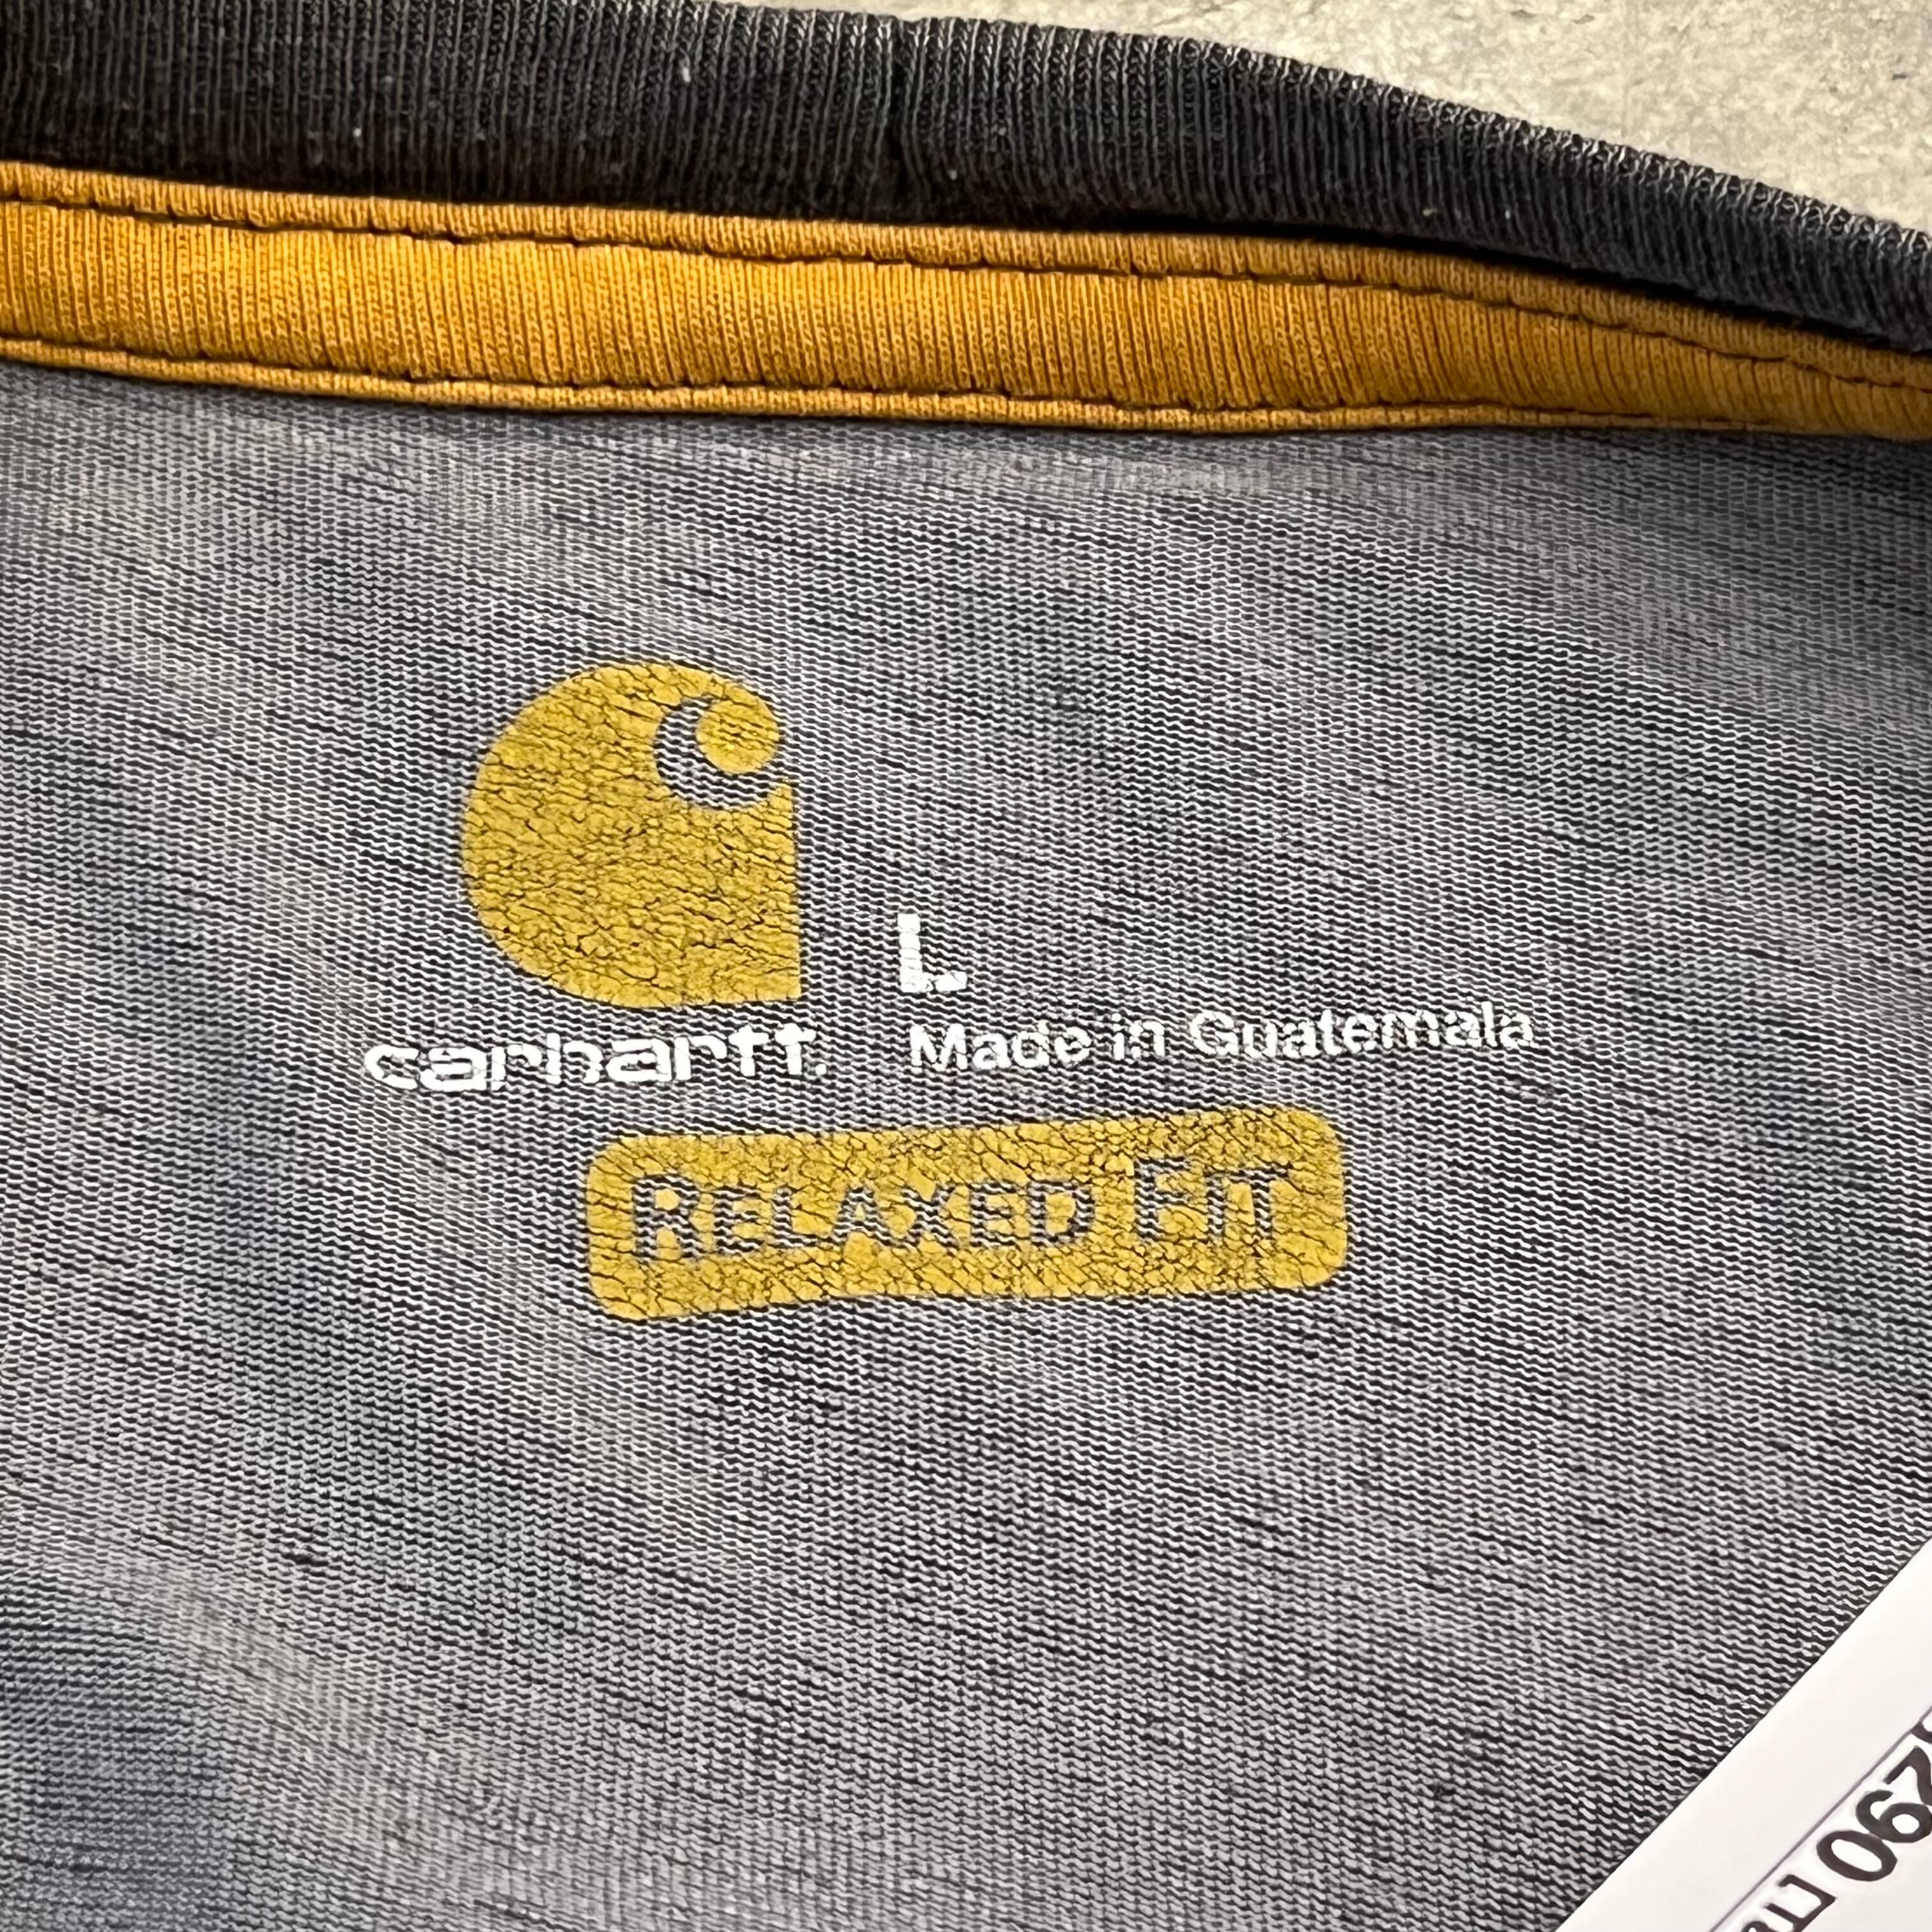 L
carhartt. Made in Guatemala
RELAXED FIT